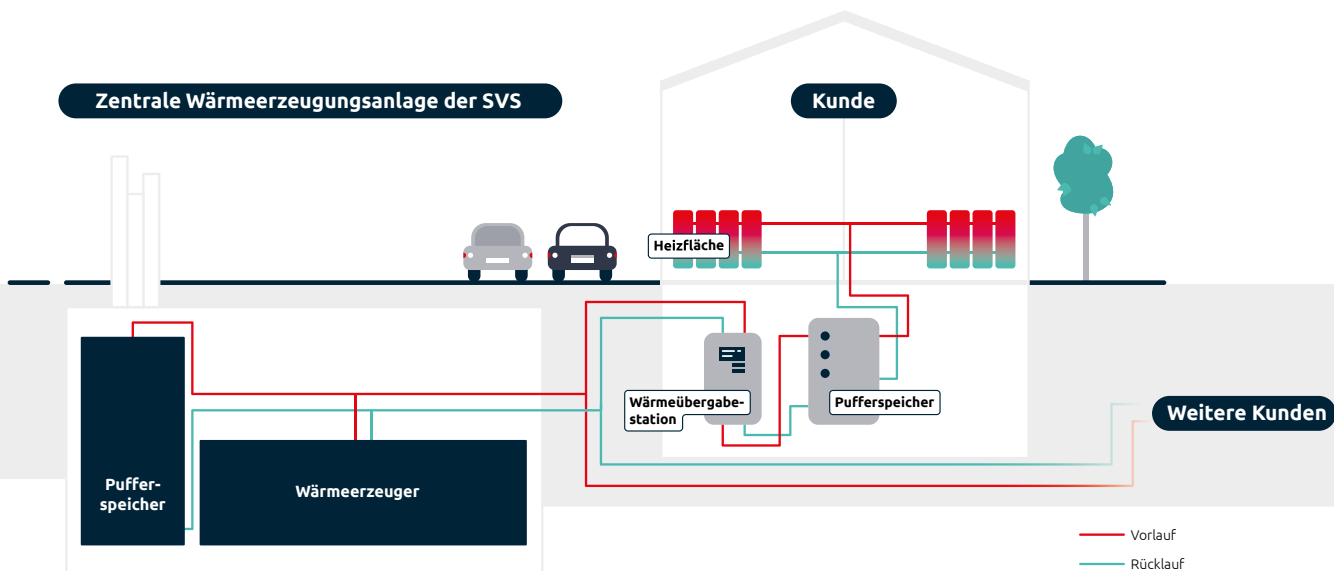 Zentrale Wärmeerzeugungsanlage der SVS
Kunde
Heizfläche
Wärmeübergabe-
station
Pufferspeicher
Weitere Kunden
Puffer-
speicher
Wärmeerzeuger
Vorlauf
Rücklauf